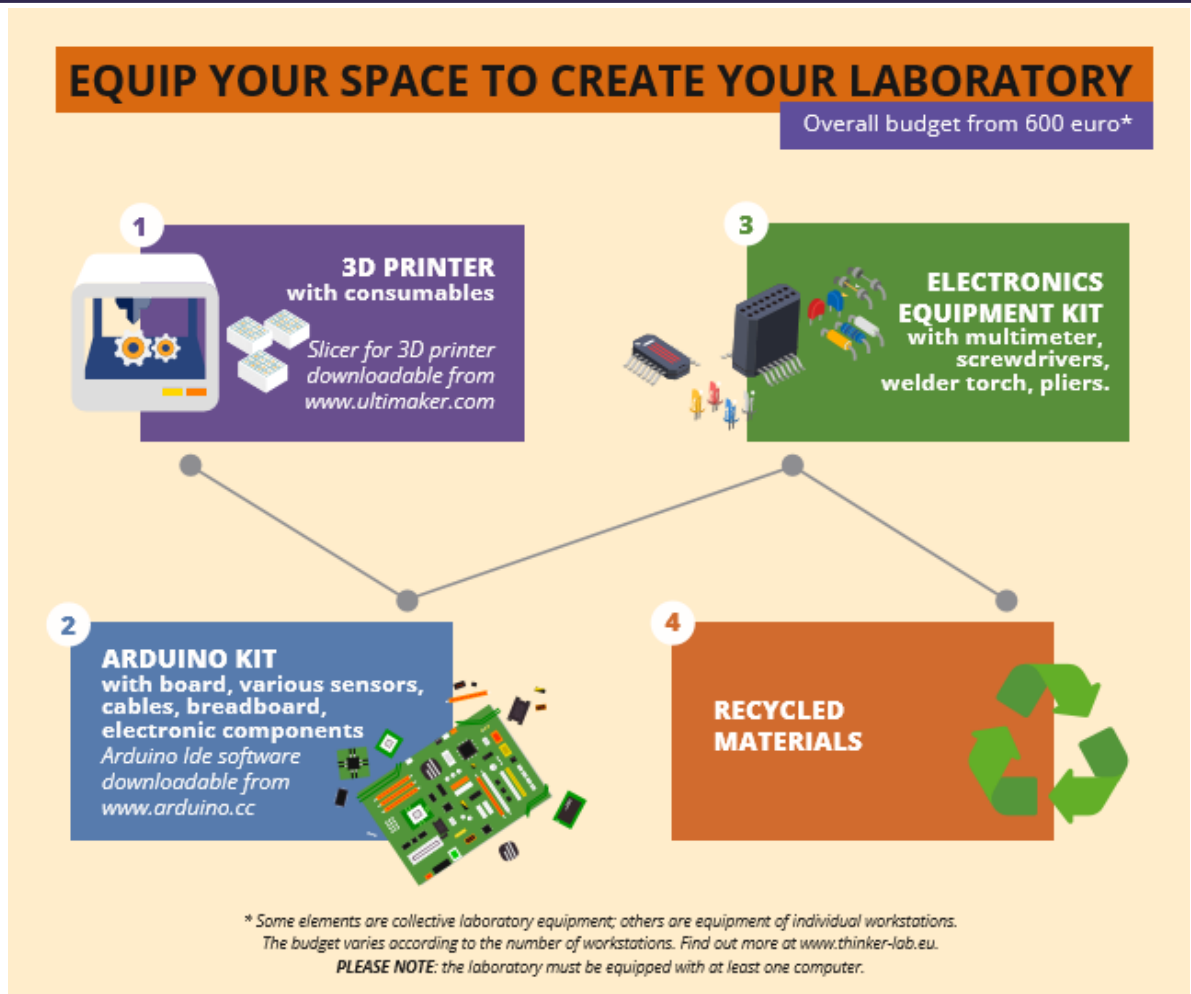 EQUIP YOUR SPACE TO CREATE YOUR LABORATORY
Overall budget from 600 euro*
1
3D PRINTER
with consumables
Slicer for 3D printer
downloadable from
www.ultimaker.com
2
ARDUINO KIT
with board, various sensors,
cables, breadboard,
electronic components
Arduino Ide software
downloadable from
www.arduino.cc
3
ELECTRONICS
EQUIPMENT KIT
with multimeter,
screwdrivers,
welder torch, pliers.
4
RECYCLED
MATERIALS
* Some elements are collective laboratory equipment; others are equipment of individual workstations.
The budget varies according to the number of workstations. Find out more at www.thinker-lab.eu.
PLEASE NOTE: the laboratory must be equipped with at least one computer.